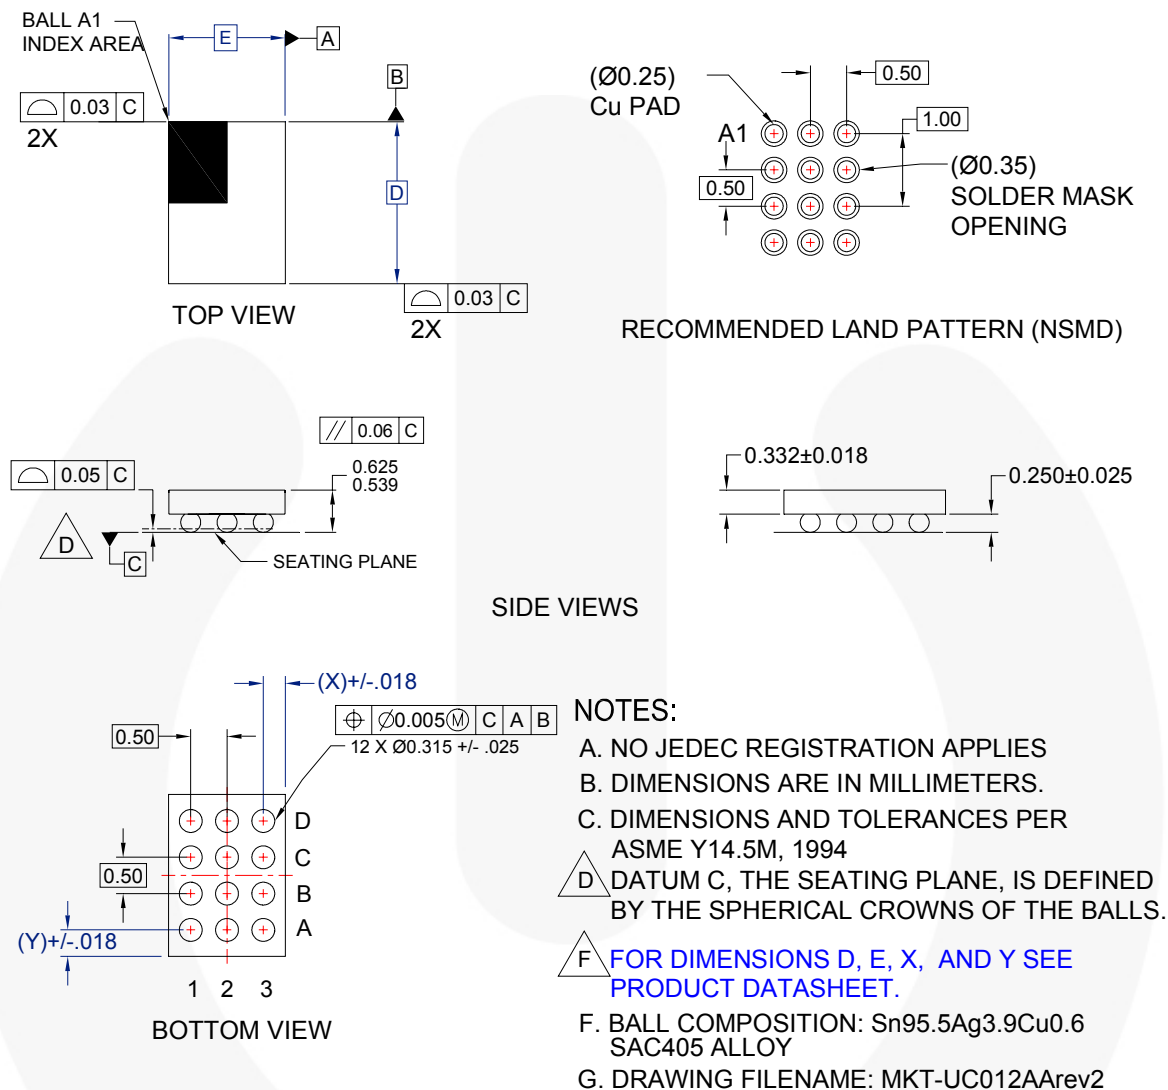 BALL A1
INDEX AREA
E
A
B
0.03 C
2X
D
0.03 C
2X
TOP VIEW
(Ø0.25)
Cu PAD
0.50
A1
1.00
0.50
(Ø0.35)
SOLDER MASK
OPENING
RECOMMENDED LAND PATTERN (NSMD)
// 0.06 C
0.05 C
0.625
0.539
D
C
SEATING PLANE
0.332±0.018
0.250±0.025
SIDE VIEWS
(X)+/-.018
0.50
⌖ Ø0.005Ⓜ C A B
12 X Ø0.315 +/- .025
D
C
0.50
B
A
(Y)+/-.018
1 2 3
BOTTOM VIEW
NOTES:
A. NO JEDEC REGISTRATION APPLIES
B. DIMENSIONS ARE IN MILLIMETERS.
C. DIMENSIONS AND TOLERANCES PER
ASME Y14.5M, 1994
D DATUM C, THE SEATING PLANE, IS DEFINED
BY THE SPHERICAL CROWNS OF THE BALLS.
F FOR DIMENSIONS D, E, X, AND Y SEE
PRODUCT DATASHEET.
F. BALL COMPOSITION: Sn95.5Ag3.9Cu0.6
SAC405 ALLOY
G. DRAWING FILENAME: MKT-UC012AArev2